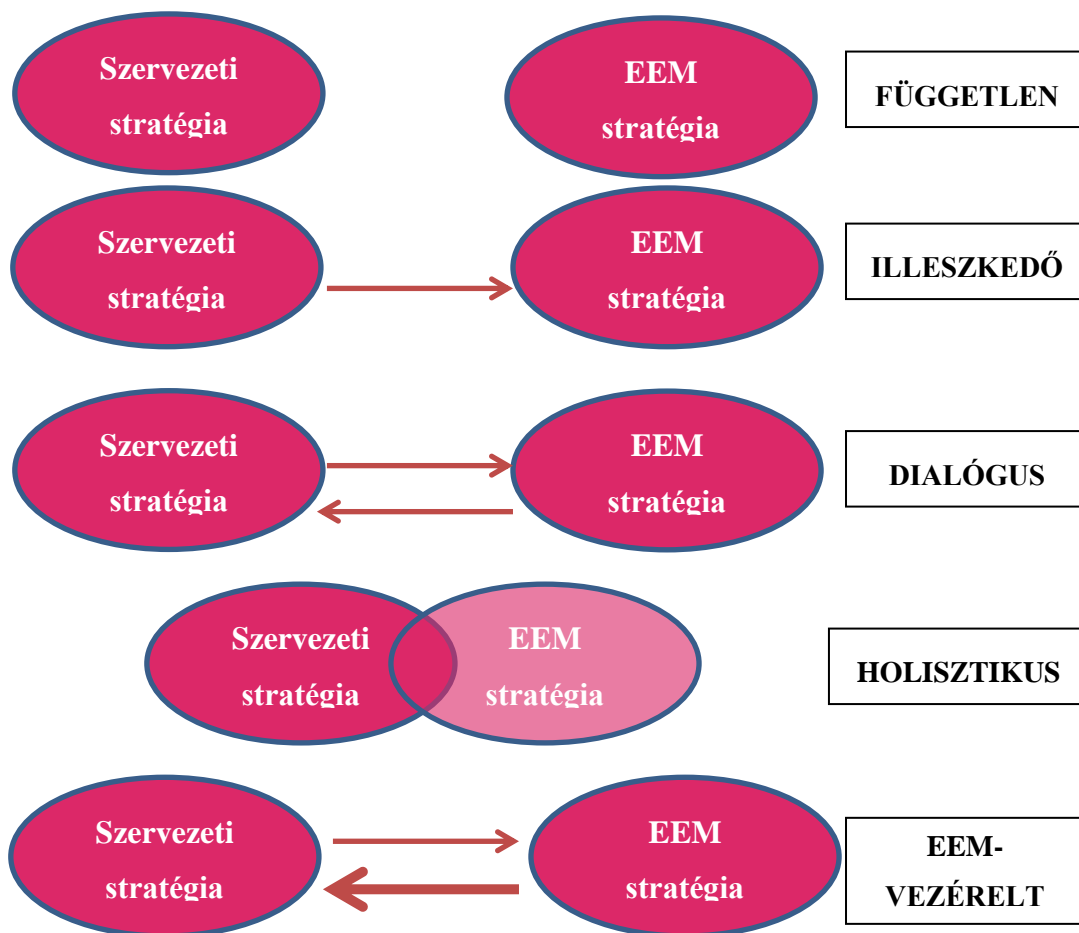 Szervezeti
stratégia
EEM
stratégia
FÜGGETLEN
Szervezeti
stratégia
EEM
stratégia
ILLESZKEDŐ
Szervezeti
stratégia
EEM
stratégia
DIALÓGUS
Szervezeti
stratégia
EEM
stratégia
HOLISZTIKUS
Szervezeti
stratégia
EEM
stratégia
EEM-
VEZÉRELT